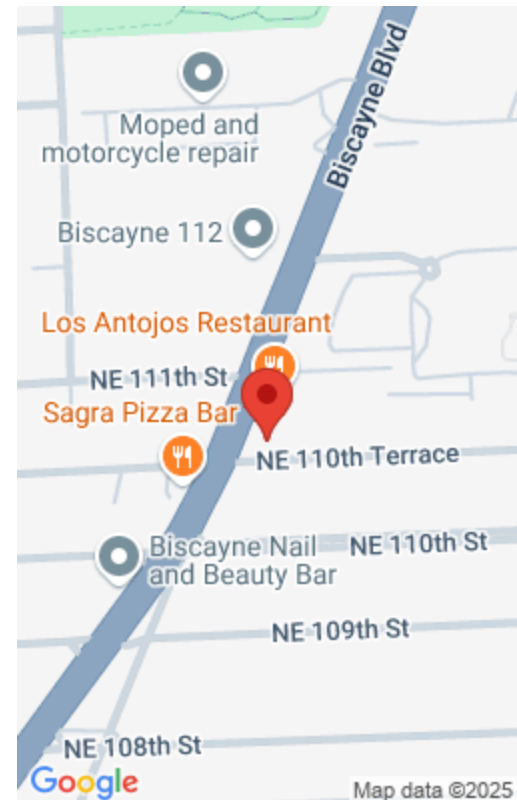 Biscayne Blvd
Moped and
motorcycle repair
Biscayne 112
Los Antojos Restaurant
NE 111th St
Sagra Pizza Bar
NE 110th Terrace
Biscayne Nail
and Beauty Bar
NE 110th St
NE 109th St
NE 108th St
Google
Map data ©2025